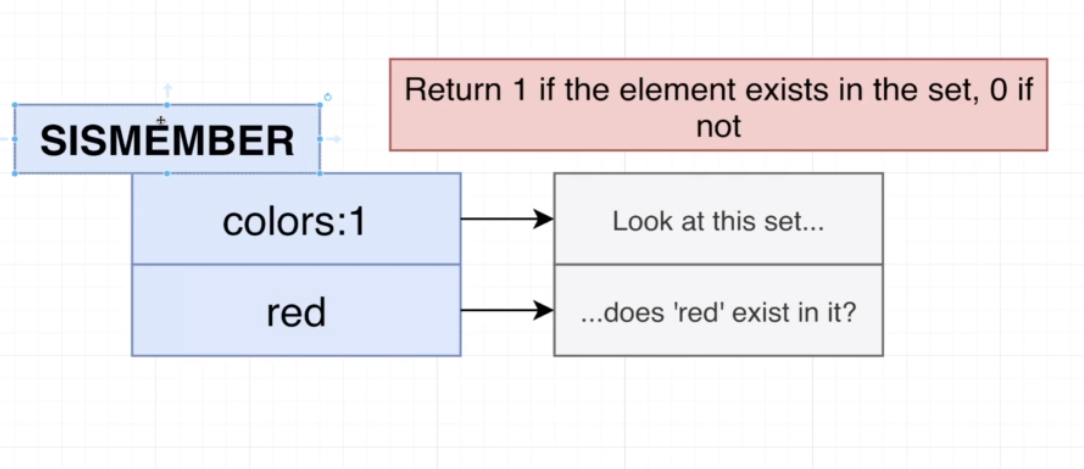 Return 1 if the element exists in the set, 0 if
not
SISMEMBER
colors:1
Look at this set...
red
...does 'red' exist in it?